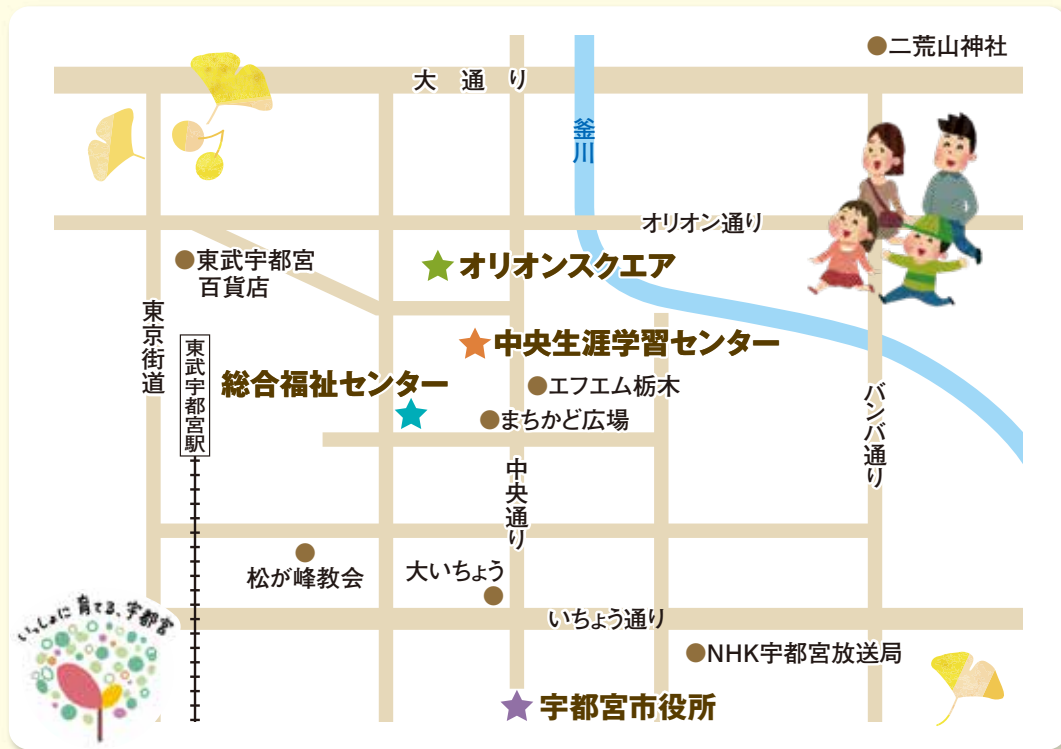 二荒山神社
大通り
釜川
オリオン通り
東武宇都宮
百貨店
オリオンスクエア
東京街道
東武宇都宮駅
中央生涯学習センター
総合福祉センター
エフエム栃木
まちかど広場
バンバ通り
中央通り
松が峰教会
大いちょう
いちょう通り
いっしょに育てる、宇都宮
NHK宇都宮放送局
宇都宮市役所